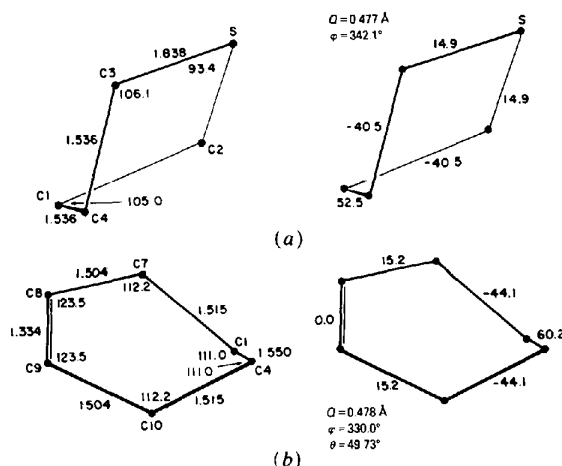 S
1.838
C3
93.4
106.1
1.536
C2
C1
105.0
C4
1.536
Q = 0.477 Å
φ = 342.1°
S
14.9
-40.5
14.9
-40.5
52.5
(a)
1.504
C7
C8
112.2
123.5
1.515
1.334
C1
111.0
1.550
C9
123.5
111.0
C4
112.2
1.504
1.515
C10
15.2
-44.1
0.0
60.2
15.2
-44.1
Q = 0.478 Å
φ = 330.0°
θ = 49.73°
(b)